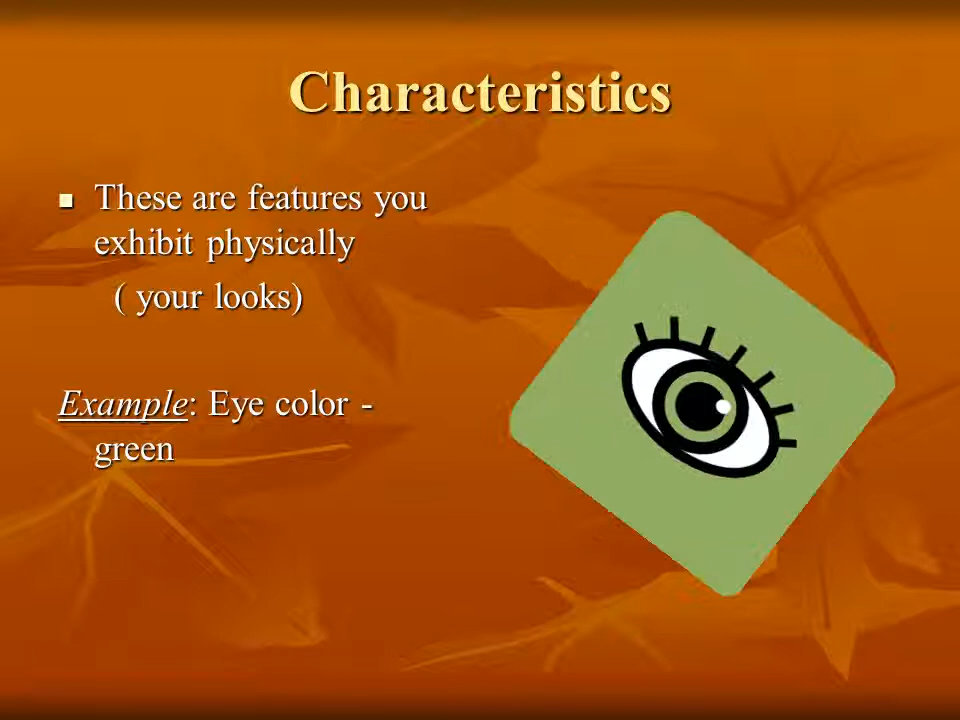 Characteristics
These are features you
exhibit physically
( your looks)
Example: Eye color -
green